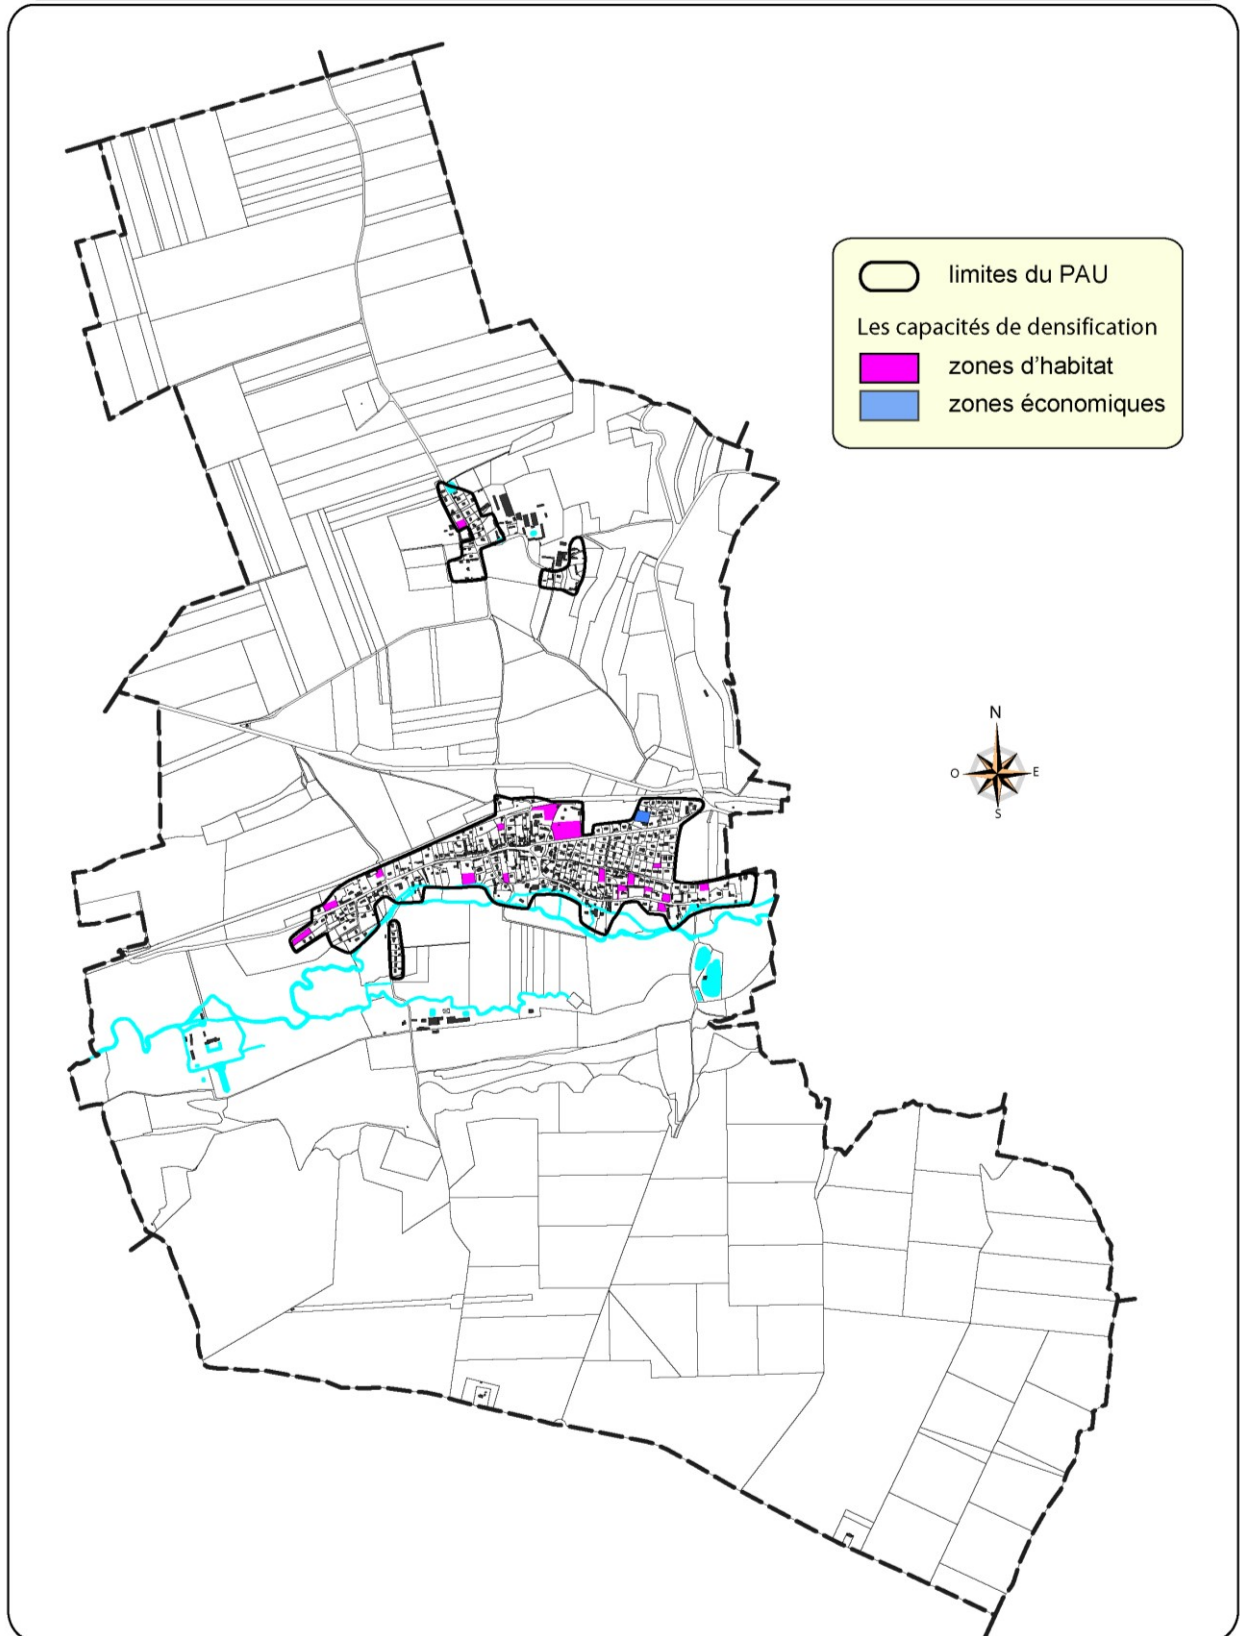 limites du PAU
Les capacités de densification
zones d'habitat
zones économiques
N
O
E
S